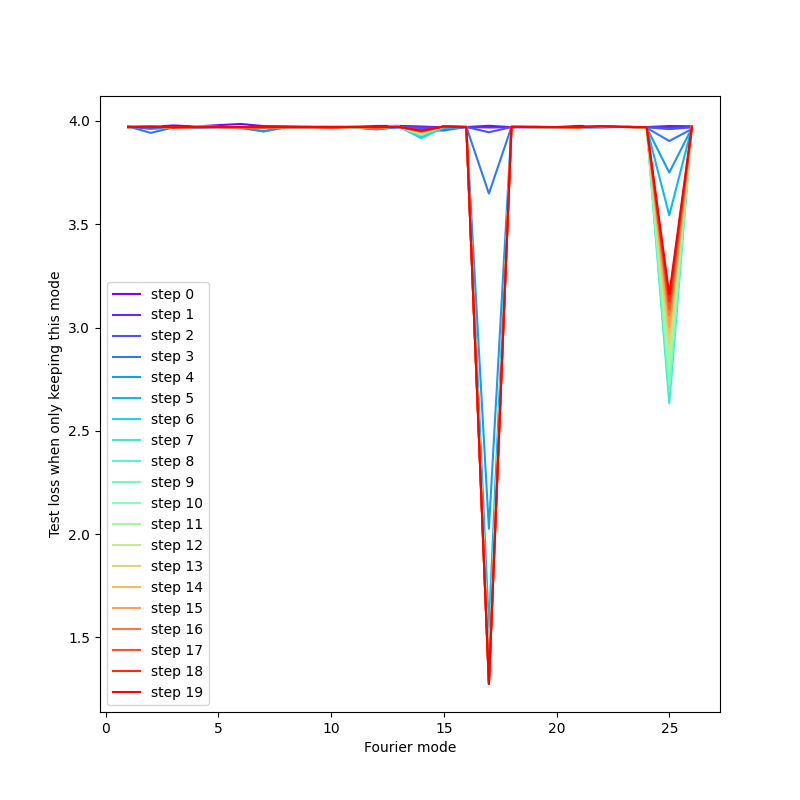 4.0
3.5
3.0
2.5
2.0
1.5
Test loss when only keeping this mode
step 0
step 1
step 2
step 3
step 4
step 5
step 6
step 7
step 8
step 9
step 10
step 11
step 12
step 13
step 14
step 15
step 16
step 17
step 18
step 19
0 5 10 15 20 25
Fourier mode